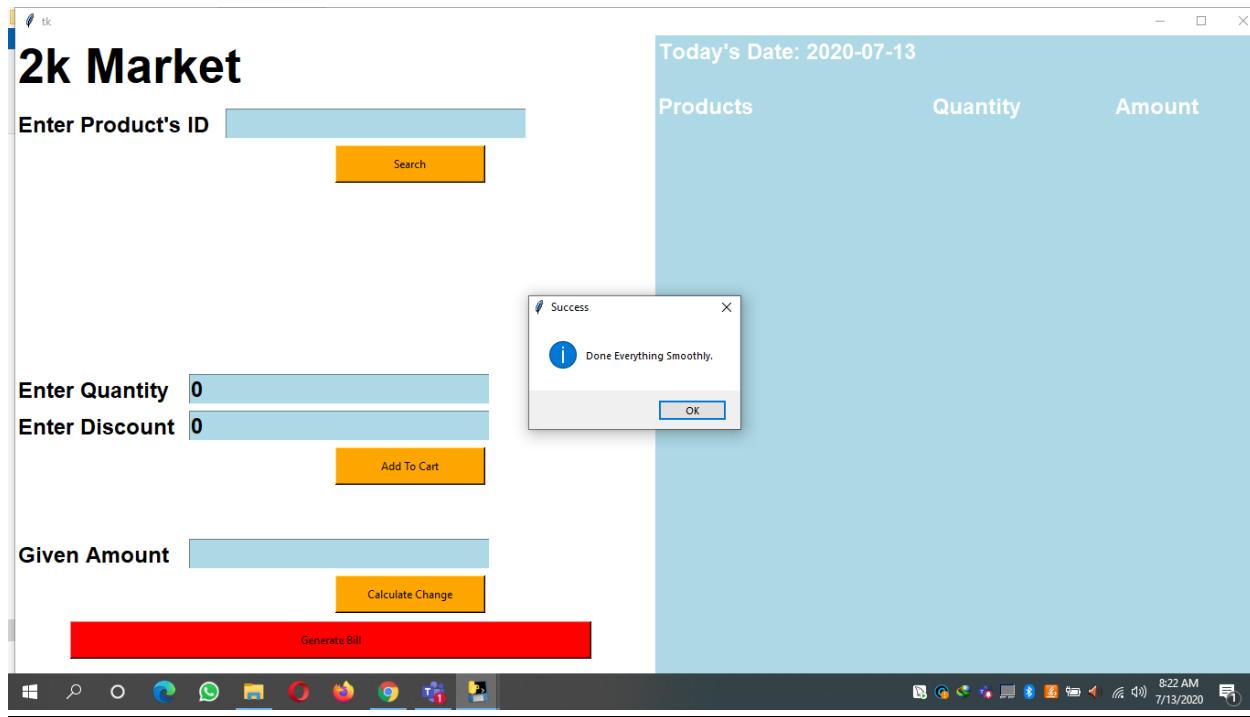 tk
2k Market
Enter Product's ID
Search
Enter Quantity 0
Enter Discount 0
Add To Cart
Given Amount
Calculate Change
Generate Bill
Today's Date: 2020-07-13
Products Quantity Amount
Success
Done Everything Smoothly.
OK
8:22 AM
7/13/2020